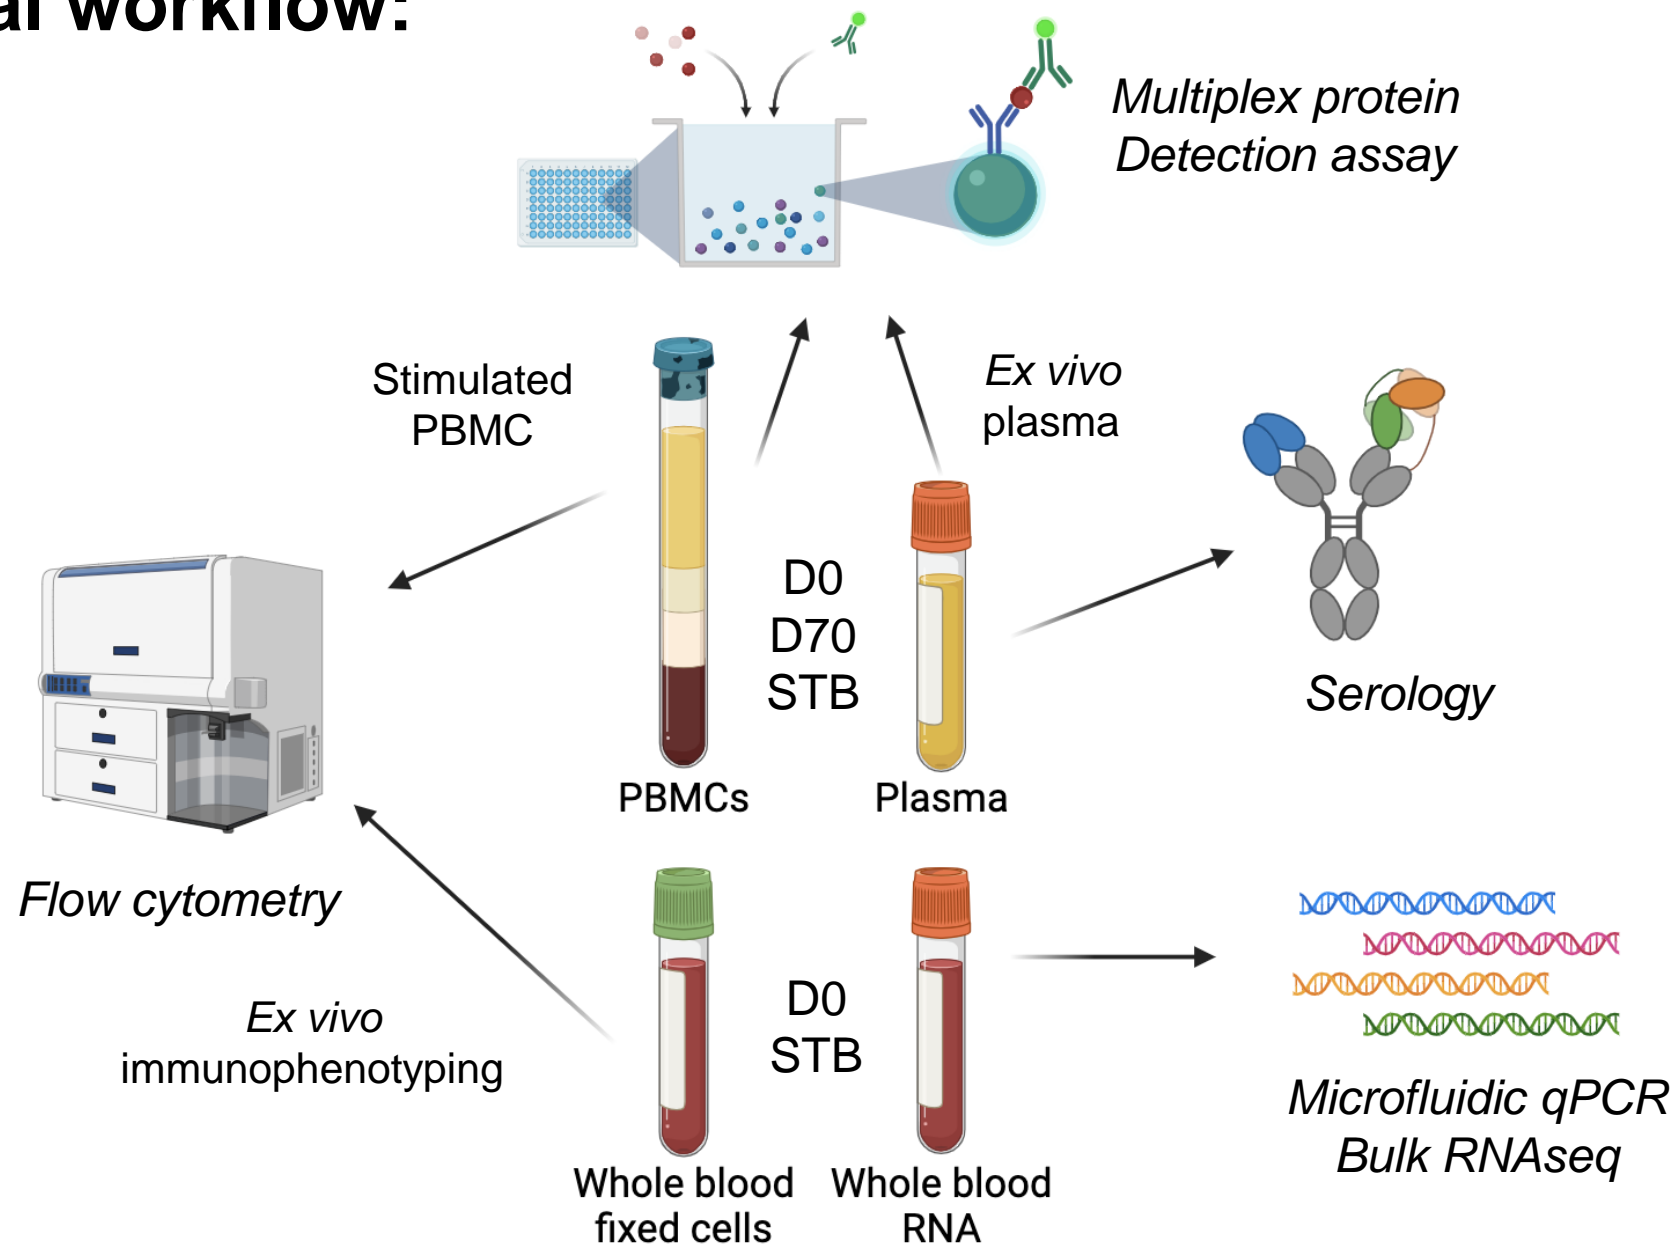 al workflow:
Multiplex protein
Detection assay
Stimulated
PBMC
Ex vivo
plasma
D0
D70
STB
Serology
PBMCs
Plasma
Flow cytometry
Ex vivo
immunophenotyping
D0
STB
Microfluidic qPCR
Bulk RNAseq
Whole blood
fixed cells
Whole blood
RNA